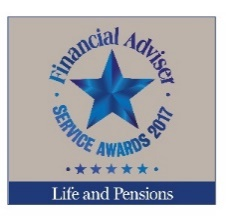 Financial Adviser
SERVICE AWARDS 2017
Life and Pensions